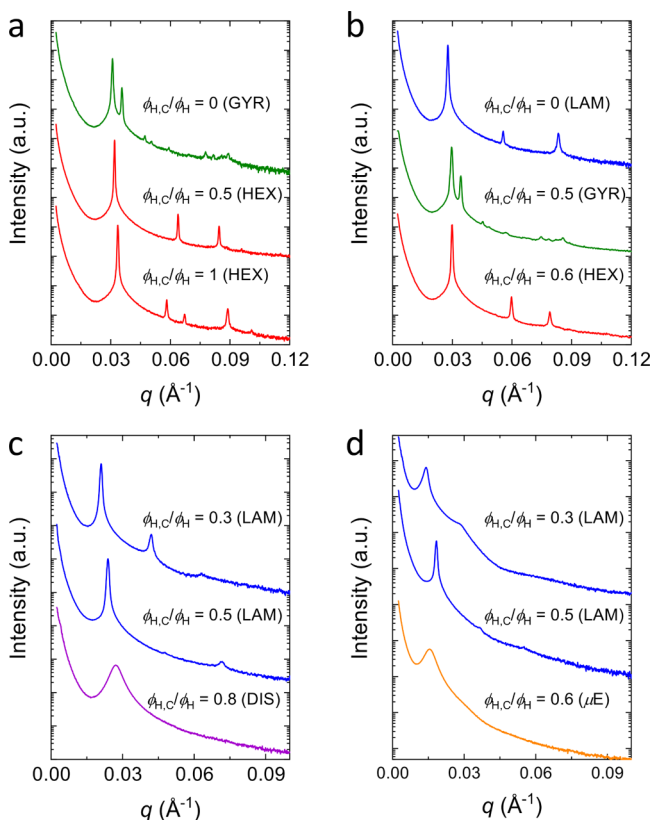 a
Intensity (a.u.)
ϕH,C/ϕH = 0 (GYR)
ϕH,C/ϕH = 0.5 (HEX)
ϕH,C/ϕH = 1 (HEX)
0.00 0.03 0.06 0.09 0.12
q (Å-1)
b
Intensity (a.u.)
ϕH,C/ϕH = 0 (LAM)
ϕH,C/ϕH = 0.5 (GYR)
ϕH,C/ϕH = 0.6 (HEX)
0.00 0.03 0.06 0.09 0.12
q (Å-1)
c
Intensity (a.u.)
ϕH,C/ϕH = 0.3 (LAM)
ϕH,C/ϕH = 0.5 (LAM)
ϕH,C/ϕH = 0.8 (DIS)
0.00 0.03 0.06 0.09
q (Å-1)
d
Intensity (a.u.)
ϕH,C/ϕH = 0.3 (LAM)
ϕH,C/ϕH = 0.5 (LAM)
ϕH,C/ϕH = 0.6 (μE)
0.00 0.03 0.06 0.09
q (Å-1)